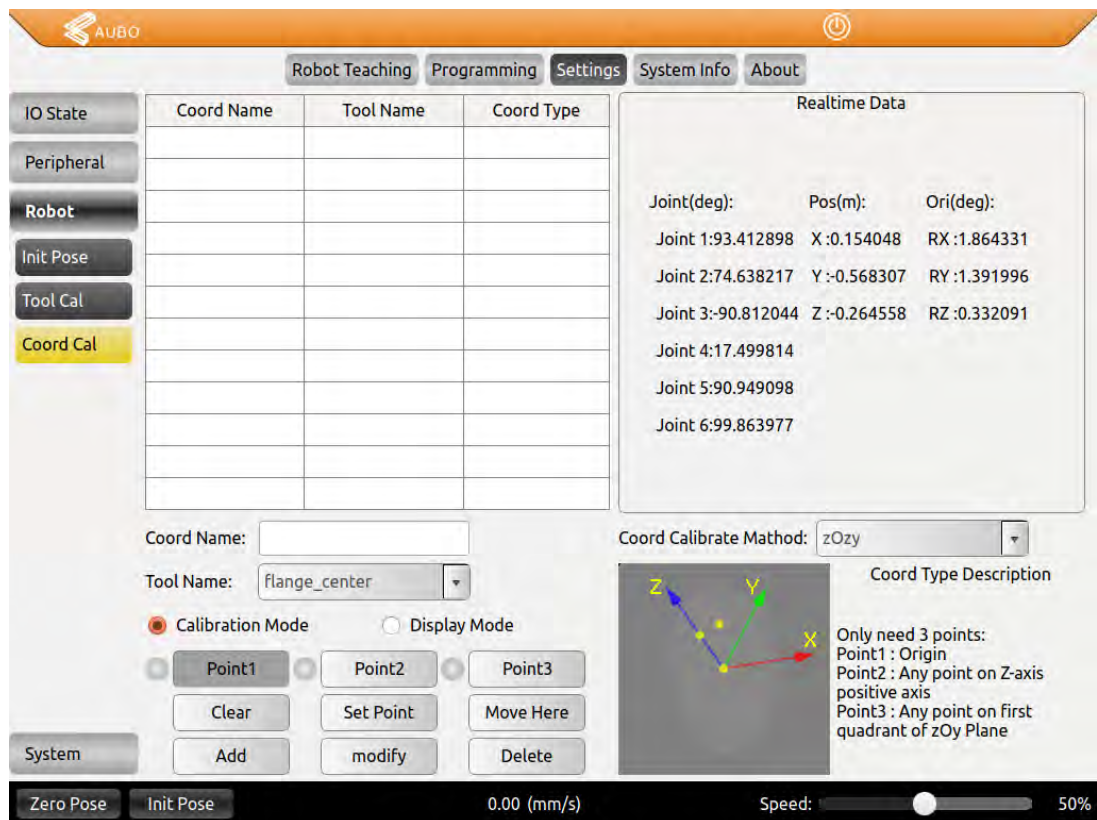 AUBO
Robot Teaching Programming Settings System Info About
IO State
Peripheral
Robot
Init Pose
Tool Cal
Coord Cal
System
Coord Name Tool Name Coord Type
Realtime Data
Joint(deg): Pos(m): Ori(deg):
Joint 1:93.412898 X :0.154048 RX :1.864331
Joint 2:74.638217 Y :-0.568307 RY :1.391996
Joint 3:-90.812044 Z :-0.264558 RZ :0.332091
Joint 4:17.499814
Joint 5:90.949098
Joint 6:99.863977
Coord Name:
Tool Name: flange_center
Calibration Mode Display Mode
Point1 Point2 Point3
Clear Set Point Move Here
Add modify Delete
Coord Calibrate Method: zOzy
Z Y X
Coord Type Description
Only need 3 points:
Point1 : Origin
Point2 : Any point on Z-axis
positive axis
Point3 : Any point on first
quadrant of zOy Plane
Zero Pose Init Pose 0.00 (mm/s) Speed: 50%